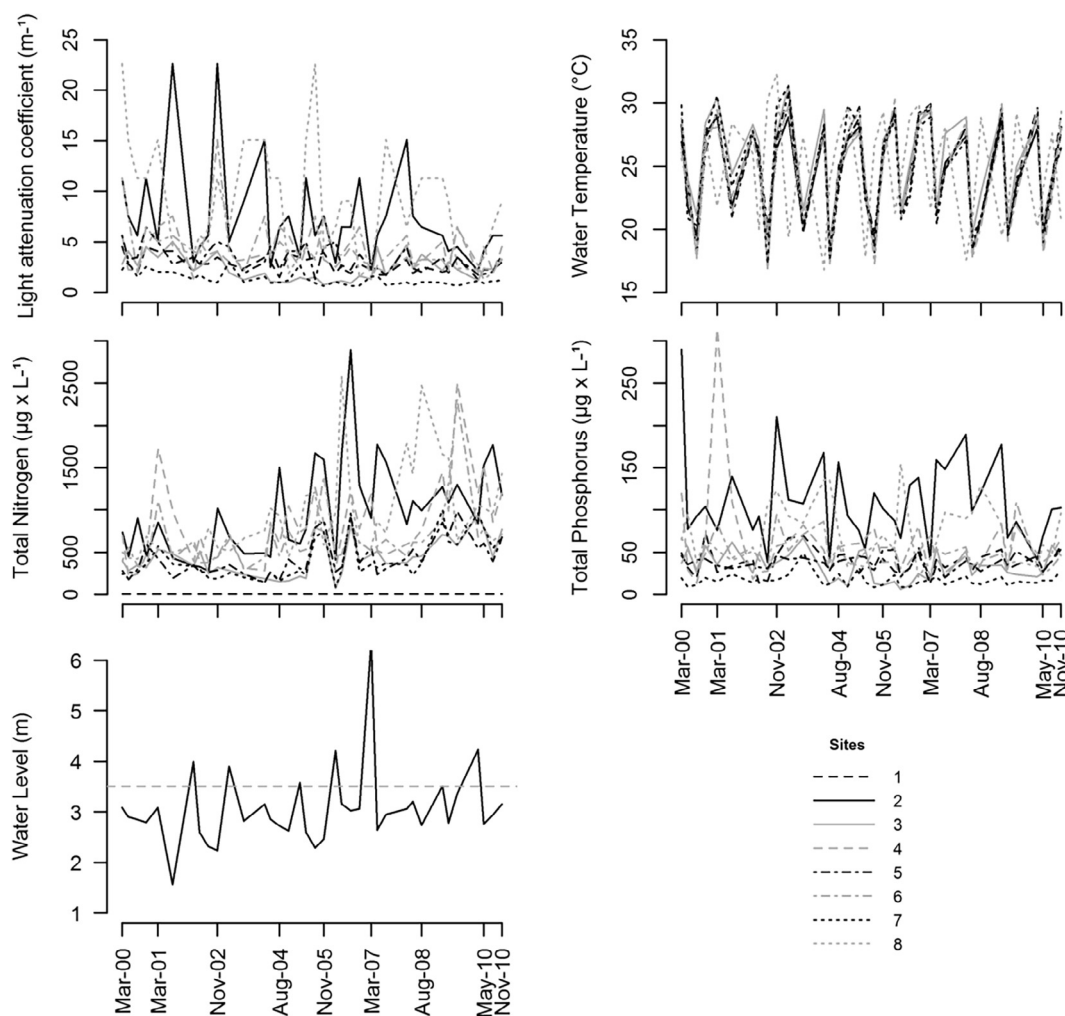 Light attenuation coefficient (m-¹)
25
20
15
10
5
0
Water Temperature (°C)
35
30
25
20
15
Total Nitrogen (µg x L-¹)
2500
1500
500
0
Total Phosphorus (µg x L-¹)
250
150
50
0
Mar-00
Mar-01
Nov-02
Aug-04
Nov-05
Mar-07
Aug-08
May-10
Nov-10
Water Level (m)
6
5
4
3
2
1
Mar-00
Mar-01
Nov-02
Aug-04
Nov-05
Mar-07
Aug-08
May-10
Nov-10
Sites
1
2
3
4
5
6
7
8